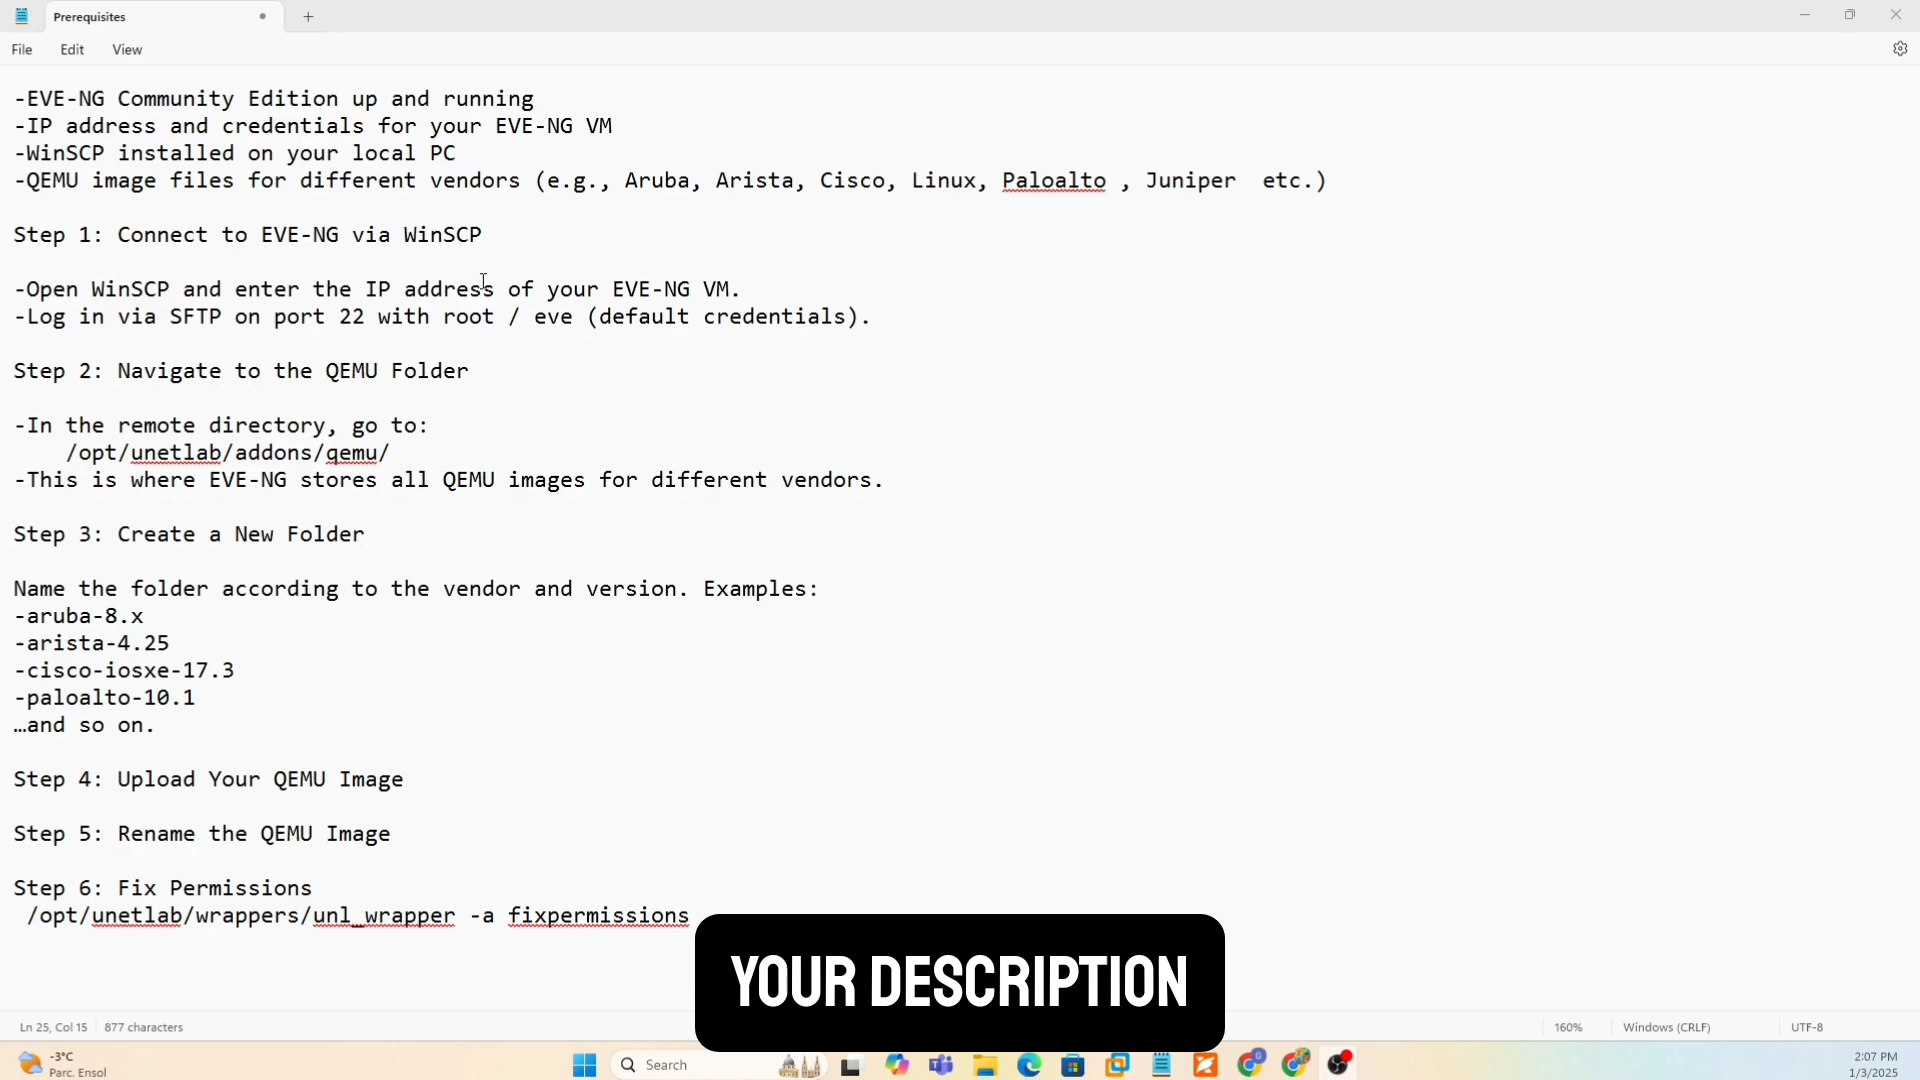 Prerequisites
File Edit View
-EVE-NG Community Edition up and running
-IP address and credentials for your EVE-NG VM
-WinSCP installed on your local PC
-QEMU image files for different vendors (e.g., Aruba, Arista, Cisco, Linux, Paloalto , Juniper  etc.)
Step 1: Connect to EVE-NG via WinSCP
-Open WinSCP and enter the IP address of your EVE-NG VM.
-Log in via SFTP on port 22 with root / eve (default credentials).
Step 2: Navigate to the QEMU Folder
-In the remote directory, go to:
/opt/unetlab/addons/qemu/
-This is where EVE-NG stores all QEMU images for different vendors.
Step 3: Create a New Folder
Name the folder according to the vendor and version. Examples:
-aruba-8.x
-arista-4.25
-cisco-iosxe-17.3
-paloalto-10.1
…and so on.
Step 4: Upload Your QEMU Image
Step 5: Rename the QEMU Image
Step 6: Fix Permissions
/opt/unetlab/wrappers/unl_wrapper -a fixpermissions
YOUR DESCRIPTION
Ln 25, Col 15 877 characters 160% Windows (CRLF) UTF-8
-3°C
Parc. Ensol
Search
2:07 PM
1/3/2025